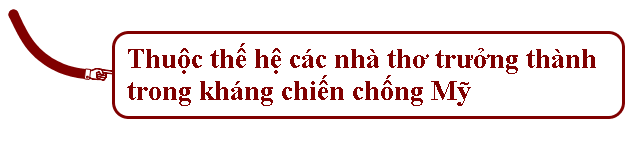 Thuộc thế hệ các nhà thơ trưởng thành
trong kháng chiến chống Mỹ